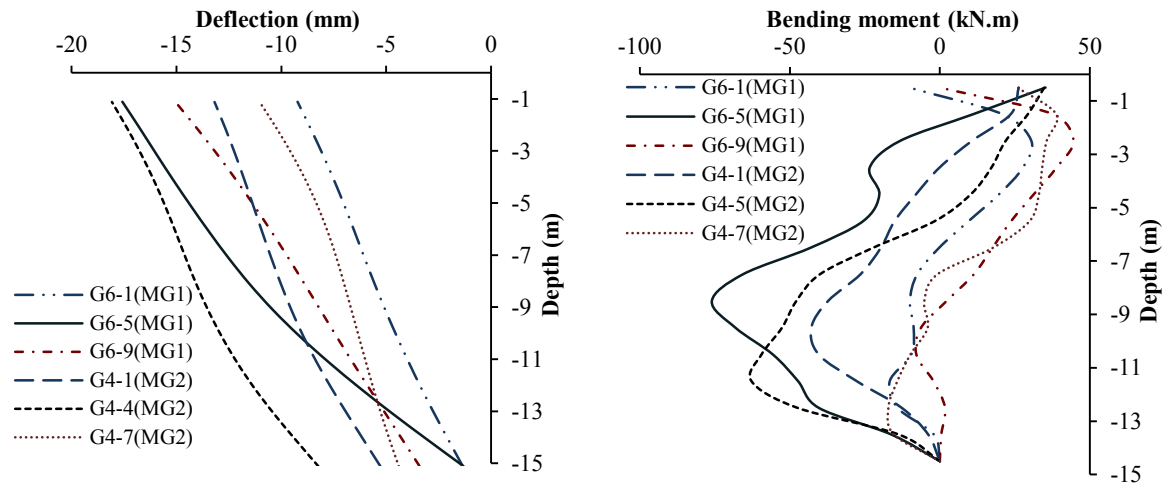 Deflection (mm)
-20 -15 -10 -5 0
-1
-3
-5
-7
-9
-11
-13
-15
Depth (m)
G6-1(MG1)
G6-5(MG1)
G6-9(MG1)
G4-1(MG2)
G4-4(MG2)
G4-7(MG2)
Bending moment (kN.m)
-100 -50 0 50
G6-1(MG1)
G6-5(MG1)
G6-9(MG1)
G4-1(MG2)
G4-5(MG2)
G4-7(MG2)
-1
-3
-5
-7
-9
-11
-13
-15
Depth (m)